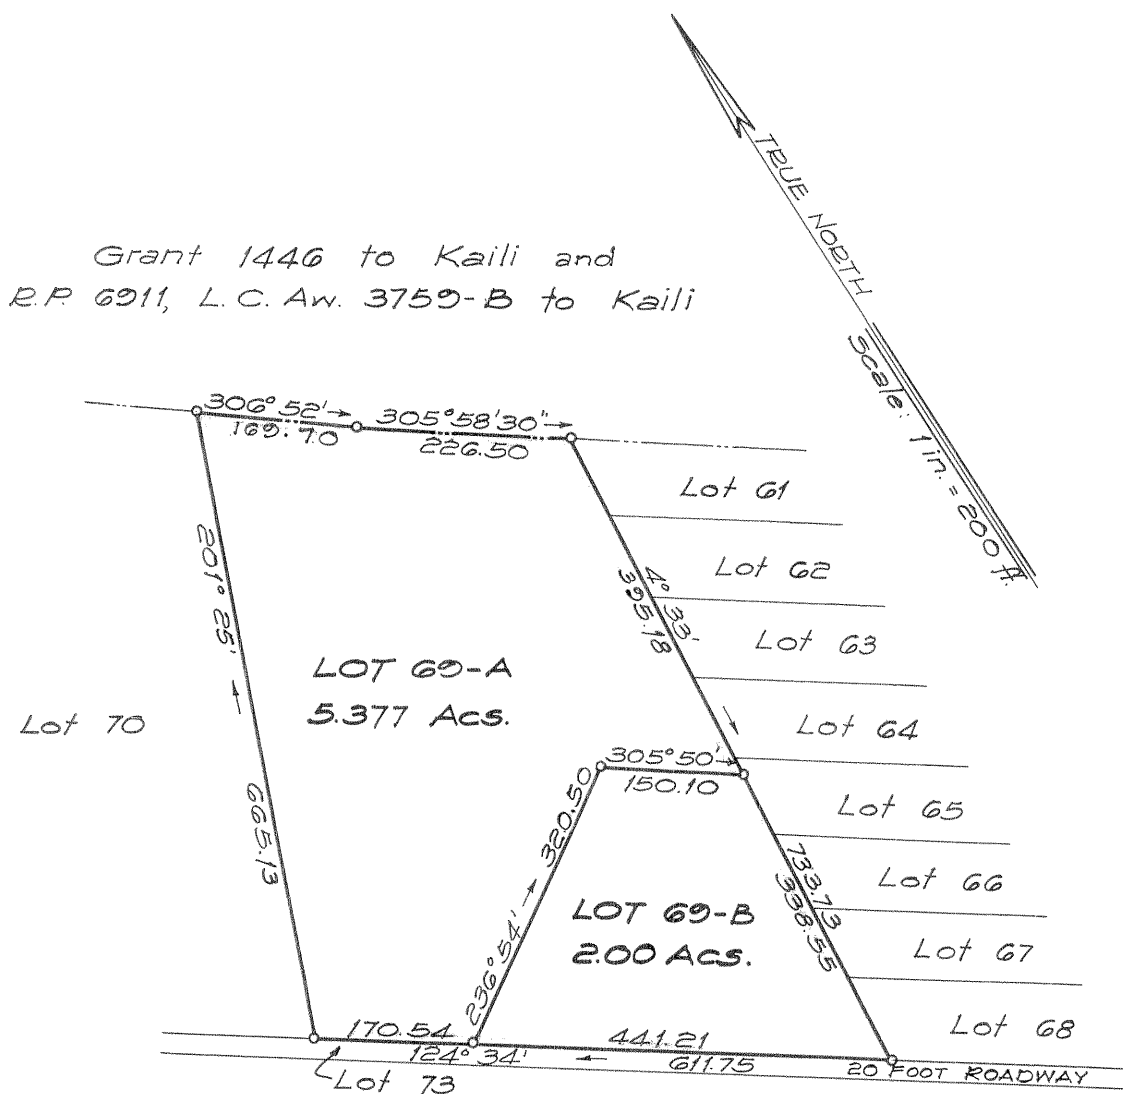 TRUE NORTH
Scale: 1 in. = 200 ft.
Grant 1446 to Kaili and
R.P. 6911, L.C. Aw. 3759-B to Kaili
306° 52'
169.70
305° 58' 30"
226.50
Lot 61
Lot 62
4° 33'
395.18
Lot 63
201° 25'
665.13
LOT 69-A
5.377 Acs.
Lot 70
Lot 64
305° 50'
150.10
Lot 65
236° 54'
320.50
733.73
338.55
Lot 66
LOT 69-B
2.00 Acs.
Lot 67
Lot 68
170.54
441.21
124° 34'
611.75
20 FOOT ROADWAY
Lot 73